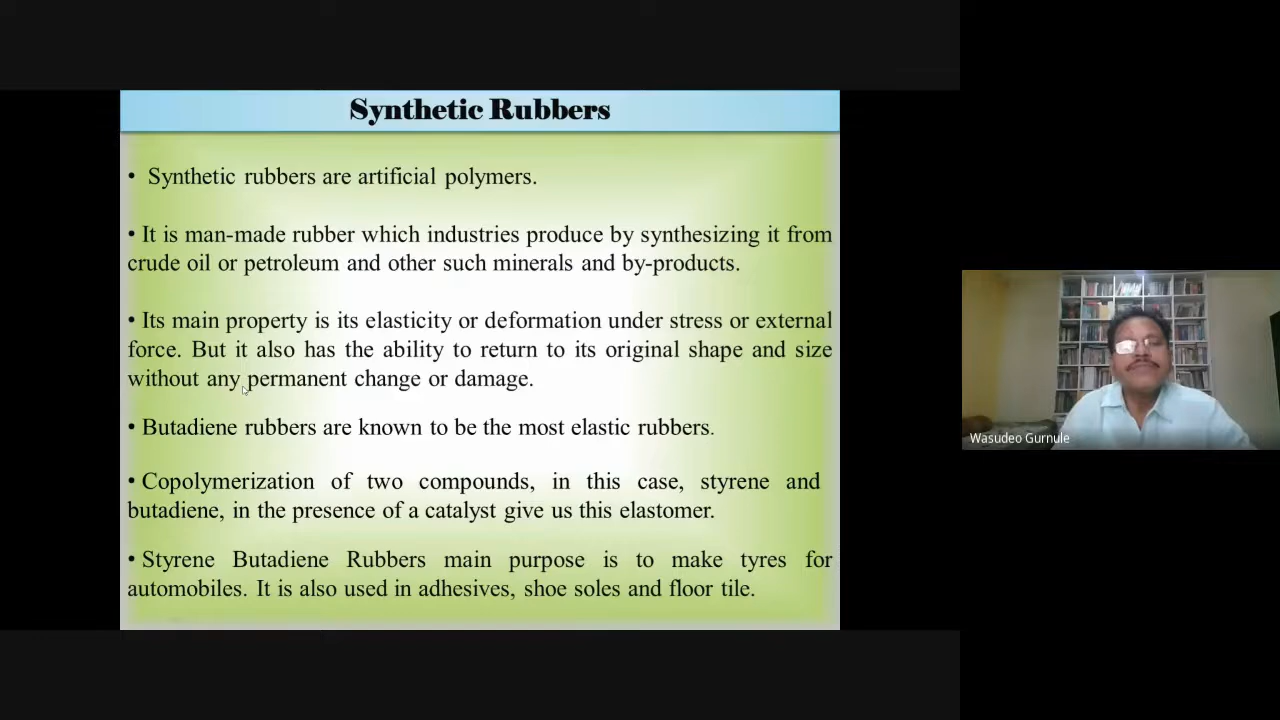 Synthetic Rubbers
• Synthetic rubbers are artificial polymers.
• It is man-made rubber which industries produce by synthesizing it from
crude oil or petroleum and other such minerals and by-products.
• Its main property is its elasticity or deformation under stress or external
force. But it also has the ability to return to its original shape and size
without any permanent change or damage.
• Butadiene rubbers are known to be the most elastic rubbers.
• Copolymerization of two compounds, in this case, styrene and
butadiene, in the presence of a catalyst give us this elastomer.
• Styrene Butadiene Rubbers main purpose is to make tyres for
automobiles. It is also used in adhesives, shoe soles and floor tile.
Wasudeo Gurnule